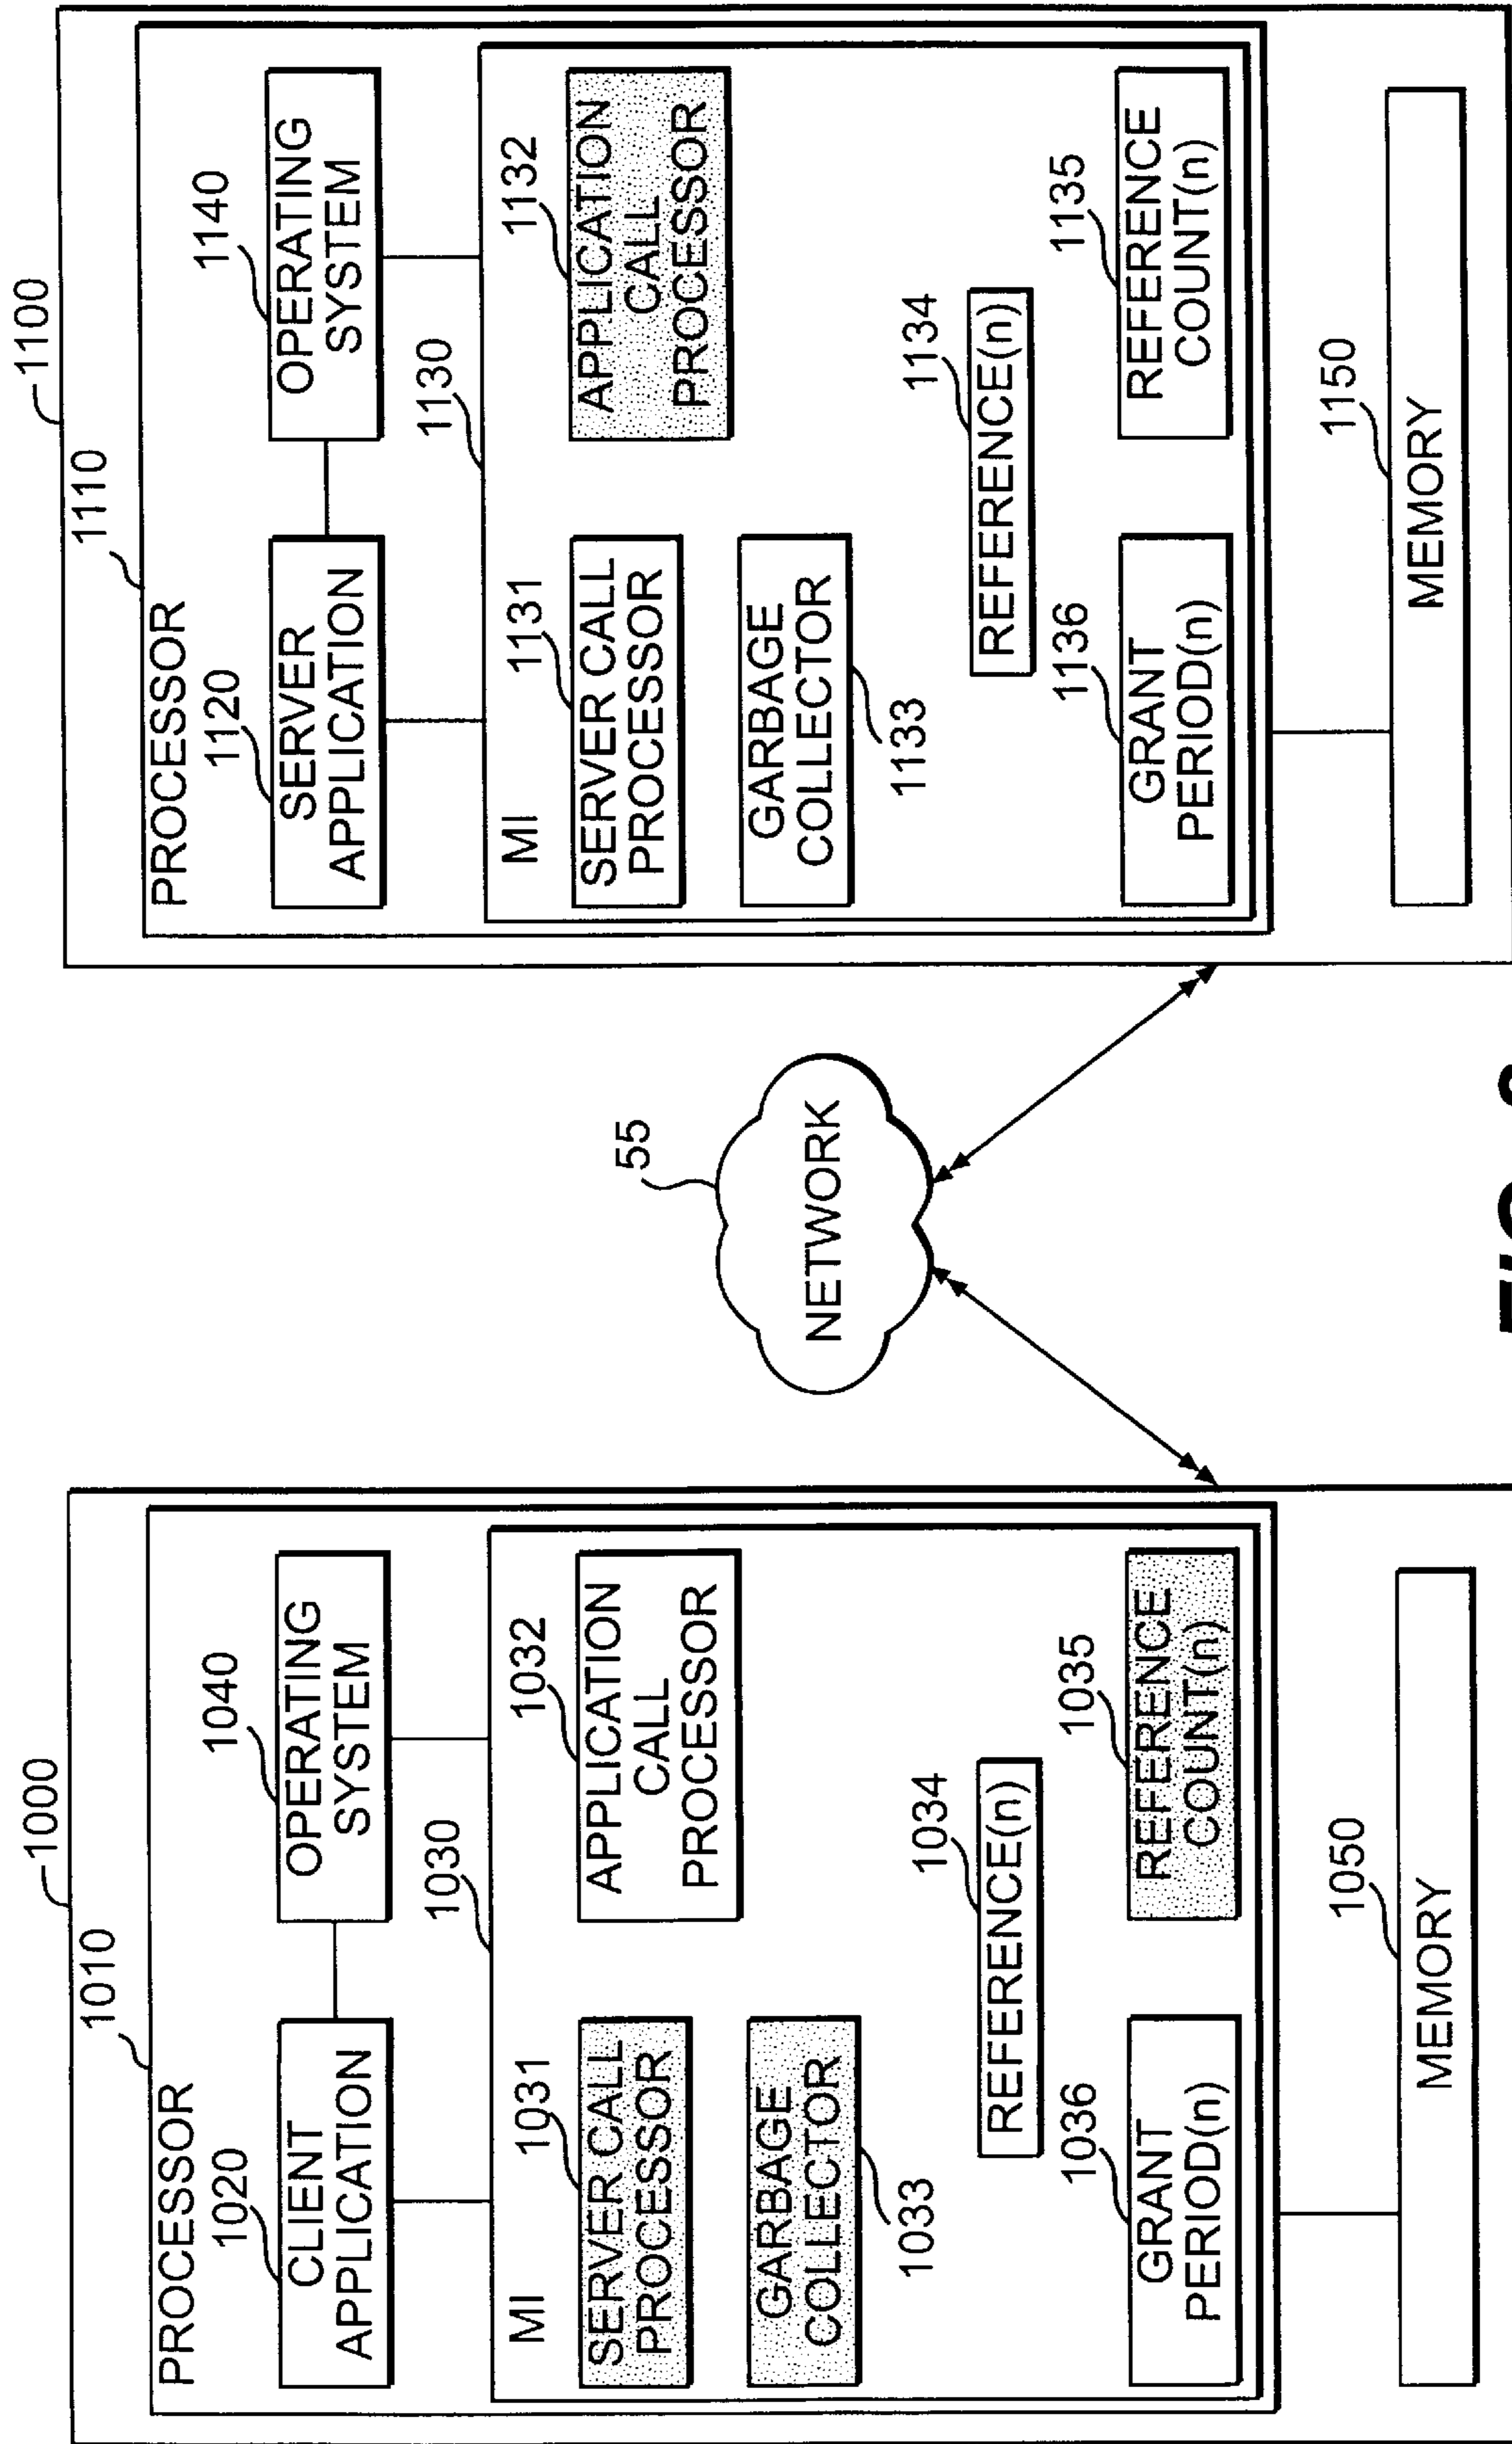 1000
1010
PROCESSOR
1020
CLIENT
APPLICATION
1040
OPERATING
SYSTEM
1030
MI
1031
SERVER CALL
PROCESSOR
1032
APPLICATION
CALL
PROCESSOR
GARBAGE
COLLECTOR
1033
1034
REFERENCE(n)
1036
GRANT
PERIOD(n)
1035
REFERENCE
COUNT(n)
1050
MEMORY
55
NETWORK
1100
1110
PROCESSOR
1120
SERVER
APPLICATION
1140
OPERATING
SYSTEM
1130
MI
1131
SERVER CALL
PROCESSOR
1132
APPLICATION
CALL
PROCESSOR
GARBAGE
COLLECTOR
1133
1134
REFERENCE(n)
1136
GRANT
PERIOD(n)
1135
REFERENCE
COUNT(n)
1150
MEMORY